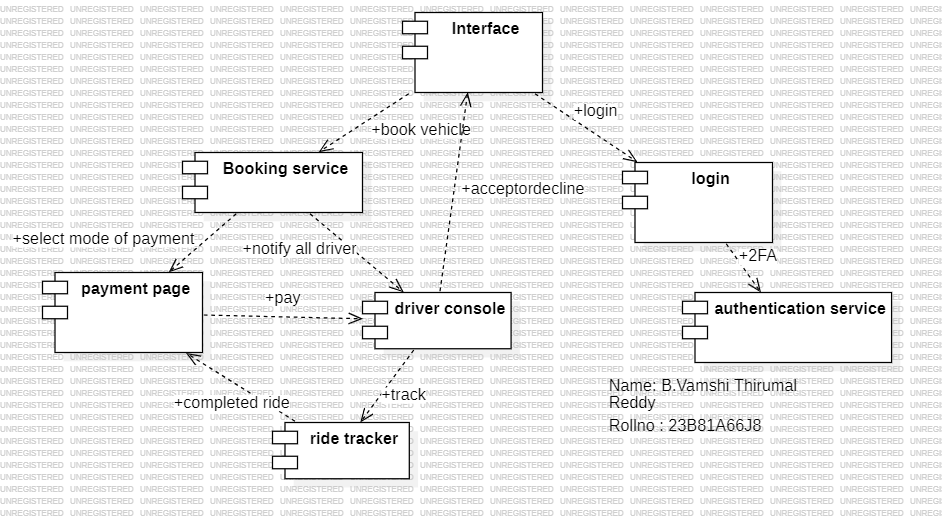 Interface
+login
+book vehicle
Booking service
login
+acceptordecline
+select mode of payment
+notify all driver
+2FA
payment page
+pay
driver console
authentication service
Name: B.Vamshi Thirumal
Reddy
+track
+completed ride
Rollno : 23B81A66J8
ride tracker
UNREGISTERED